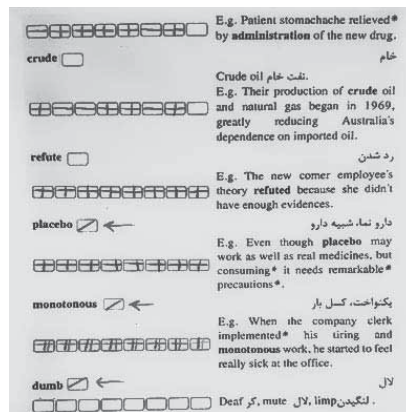 E.g. Patient stomachache relieved*
by administration of the new drug.
crude
خام
Crude oil نفت خام.
E.g. Their production of crude oil
and natural gas began in 1969,
greatly reducing Australia's
dependence on imported oil.
refute
رد شدن
E.g. The new comer employee's
theory refuted because she didn't
have enough evidences.
placebo
دارو نما، شبیه دارو
E.g. Even though placebo may
work as well as real medicines, but
consuming* it needs remarkable*
precautions*.
monotonous
یکنواخت، کسل بار
E.g. When the company clerk
implemented* his tiring and
monotonous work, he started to feel
really sick at the office.
dumb
لال
Deaf کر, mute لال, limp لنگیدن.